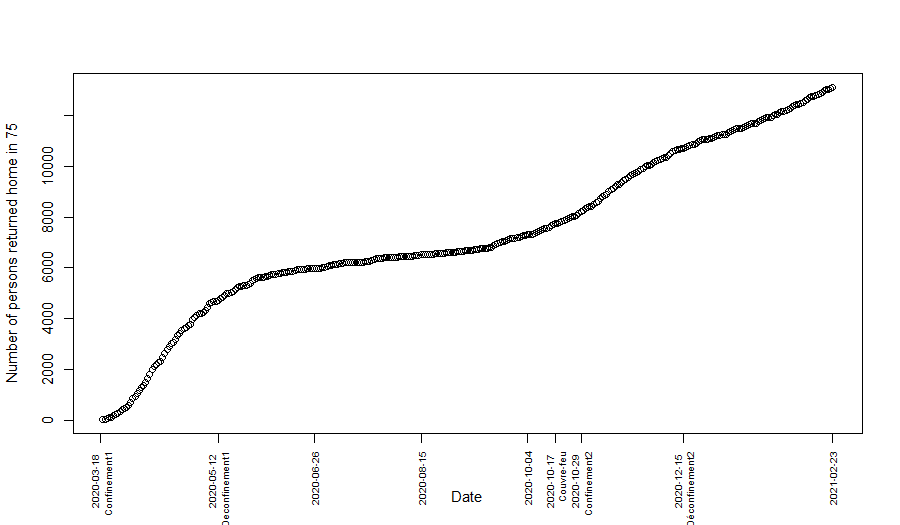 Number of persons returned home in 75
10000
8000
6000
4000
2000
0
2020-03-18
Confinement1
2020-05-12
Déconfinement1
2020-06-26
2020-08-15
2020-10-04
2020-10-17
Couvre-feu
2020-10-29
Confinement2
2020-12-15
Déconfinement2
2021-02-23
Date